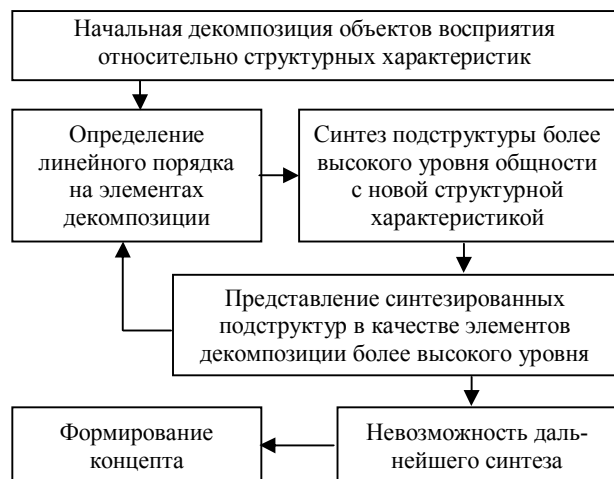 Начальная декомпозиция объектов восприятия
относительно структурных характеристик
Определение
линейного порядка
на элементах
декомпозиции
Синтез подструктуры более
высокого уровня общности
с новой структурной
характеристикой
Представление синтезированных
подструктур в качестве элементов
декомпозиции более высокого уровня
Формирование
концепта
Невозможность даль-
нейшего синтеза